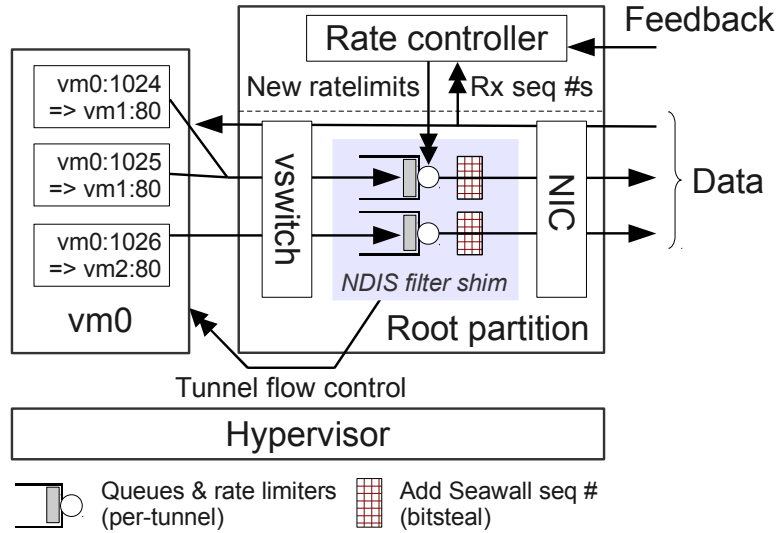 Feedback
Rate controller
New ratelimits
Rx seq #s
vm0:1024
=> vm1:80
vm0:1025
=> vm1:80
vm0:1026
=> vm2:80
vm0
vswitch
NIC
Data
NDIS filter shim
Root partition
Tunnel flow control
Hypervisor
Queues & rate limiters
(per-tunnel)
Add Seawall seq #
(bitsteal)